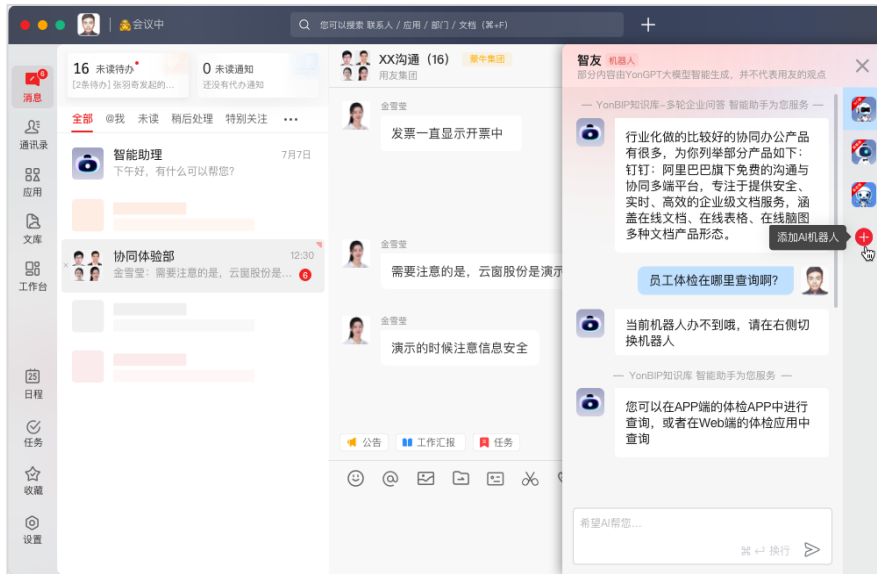 会议中
您可以搜索 联系人 / 应用 / 部门 / 文档 (⌘+F)
消息
通讯录
应用
文库
工作台
25
日程
任务
收藏
设置
16 未读待办
[2条待办] 张羽奇发起的...
0 未读通知
还没有代办通知
全部 @我 未读 稍后处理 特别关注 •••
智能助理 7月7日
下午好，有什么可以帮您?
协同体验部 12:30
金雪莹：需要注意的是，云窗股份是... 6
XX沟通（16） 蒙牛集团
用友集团
金雪莹
发票一直显示开票中
金雪莹
需要注意的是，云窗股份是演示
金雪莹
演示的时候注意信息安全
公告 工作汇报 任务
智友 机器人
部分内容由YonGPT大模型智能生成，并不代表用友的观点
— YonBIP知识库-多轮企业问答 智能助手为您服务 —
行业化做的比较好的协同办公产品
有很多，为你列举部分产品如下：
钉钉：阿里巴巴旗下免费的沟通与
协同多端平台，专注于提供安全、
实时、高效的企业级文档服务，涵
盖在线文档、在线表格、在线脑图
多种文档产品形态。
添加AI机器人
员工体检在哪里查询啊?
当前机器人办不到哦，请在右侧切
换机器人
— YonBIP知识库 智能助手为您服务 —
您可以在APP端的体检APP中进行
查询，或者在Web端的体检应用中
查询
希望AI帮您...
⌘ ↵ 换行